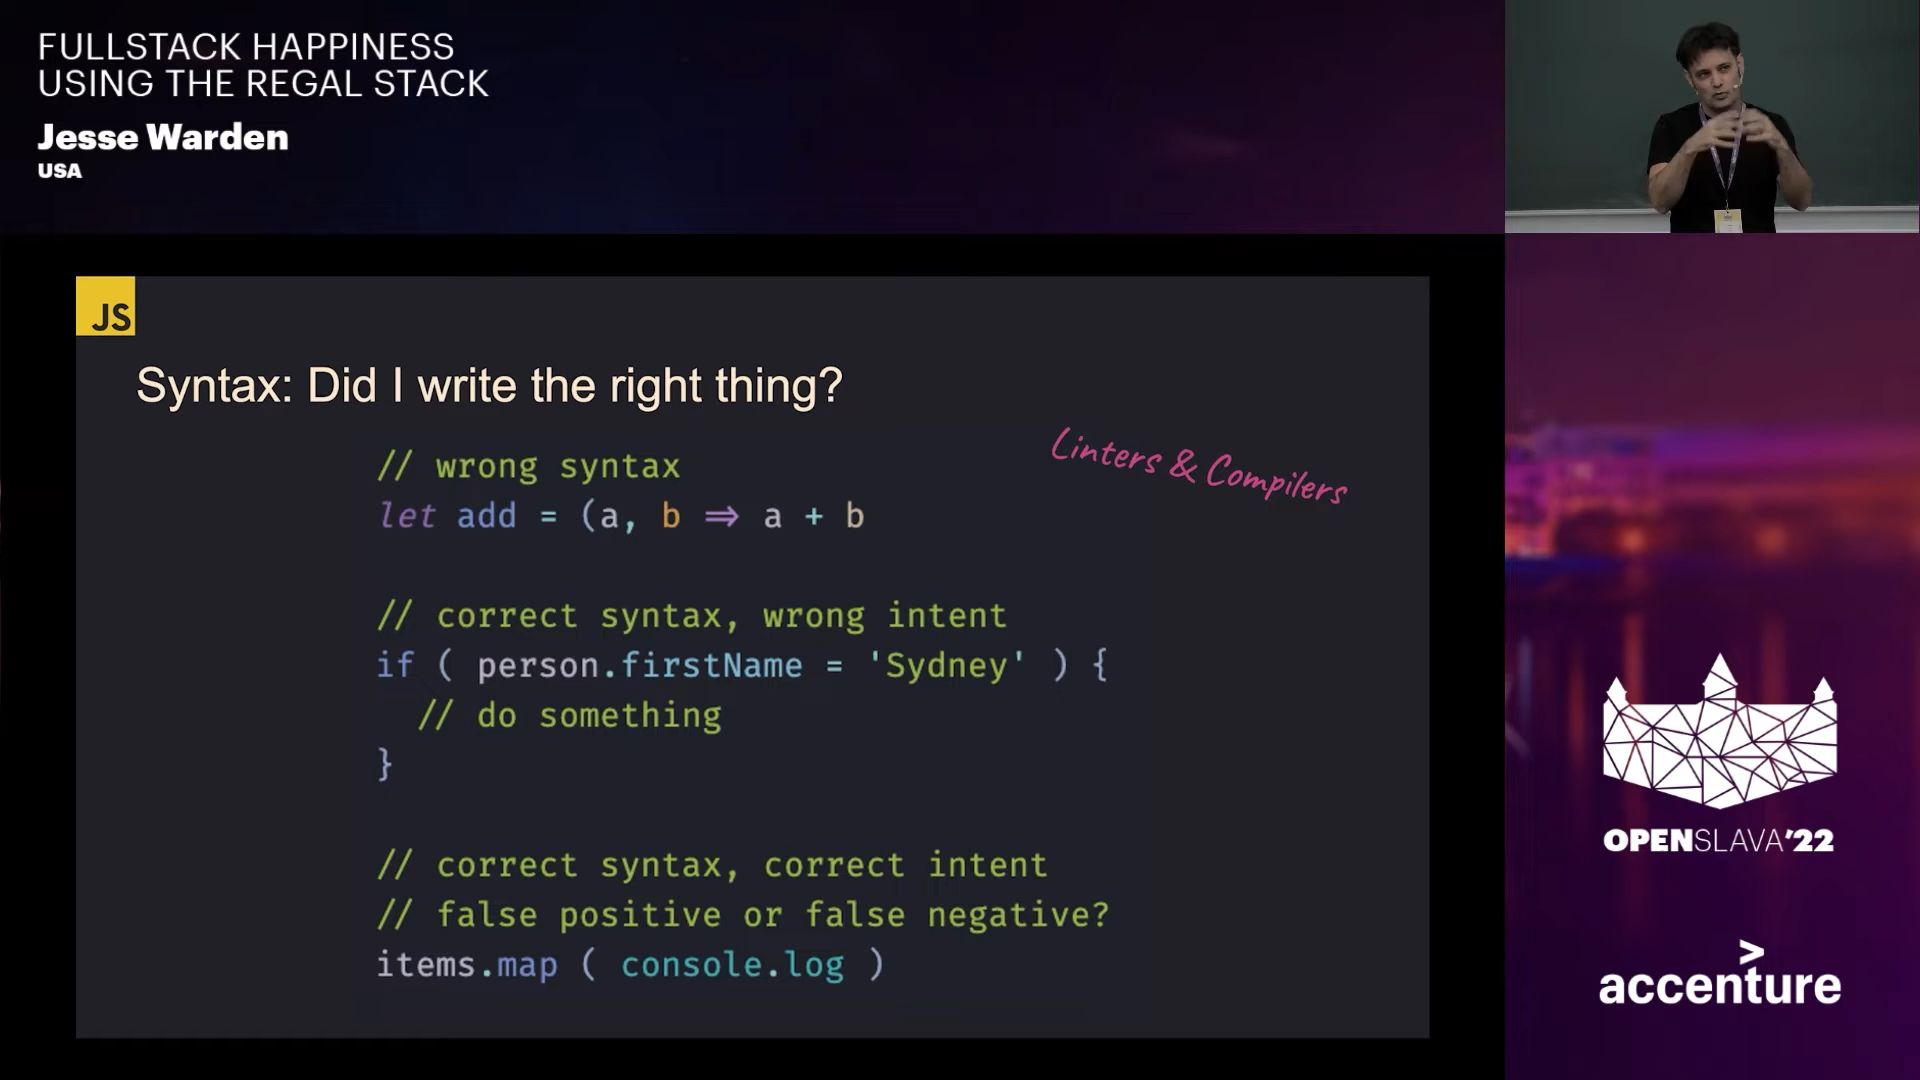 FULLSTACK HAPPINESS
USING THE REGAL STACK
Jesse Warden
USA
JS
Syntax: Did I write the right thing?
Linters & Compilers
// wrong syntax
let add = (a, b => a + b
// correct syntax, wrong intent
if ( person.firstName = 'Sydney' ) {
// do something
}
// correct syntax, correct intent
// false positive or false negative?
items.map ( console.log )
OPENSLAVA'22
>
accenture